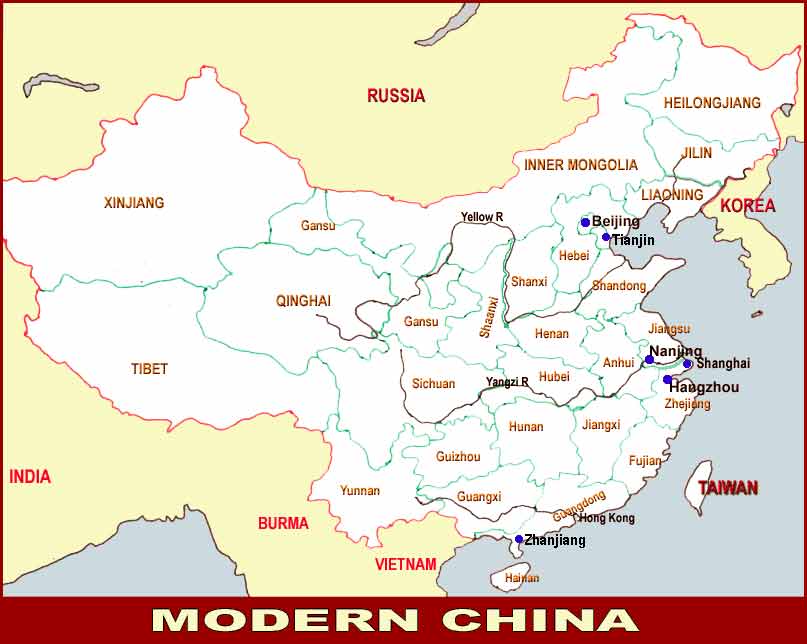 RUSSIA
HEILONGJIANG
JILIN
INNER MONGOLIA
LIAONING
XINJIANG
KOREA
Gansu
Yellow R
Beijing
Tianjin
Hebei
Shanxi
Shandong
QINGHAI
Gansu
Shaanxi
Henan
Jiangsu
Nanjing
Anhui
Shanghai
TIBET
Sichuan
Yangzi R
Hubei
Hangzhou
Zhejiang
Hunan
Jiangxi
Guizhou
Fujian
INDIA
Yunnan
Guangxi
Guangdong
TAIWAN
Hong Kong
BURMA
Zhanjiang
VIETNAM
Hainan
MODERN CHINA